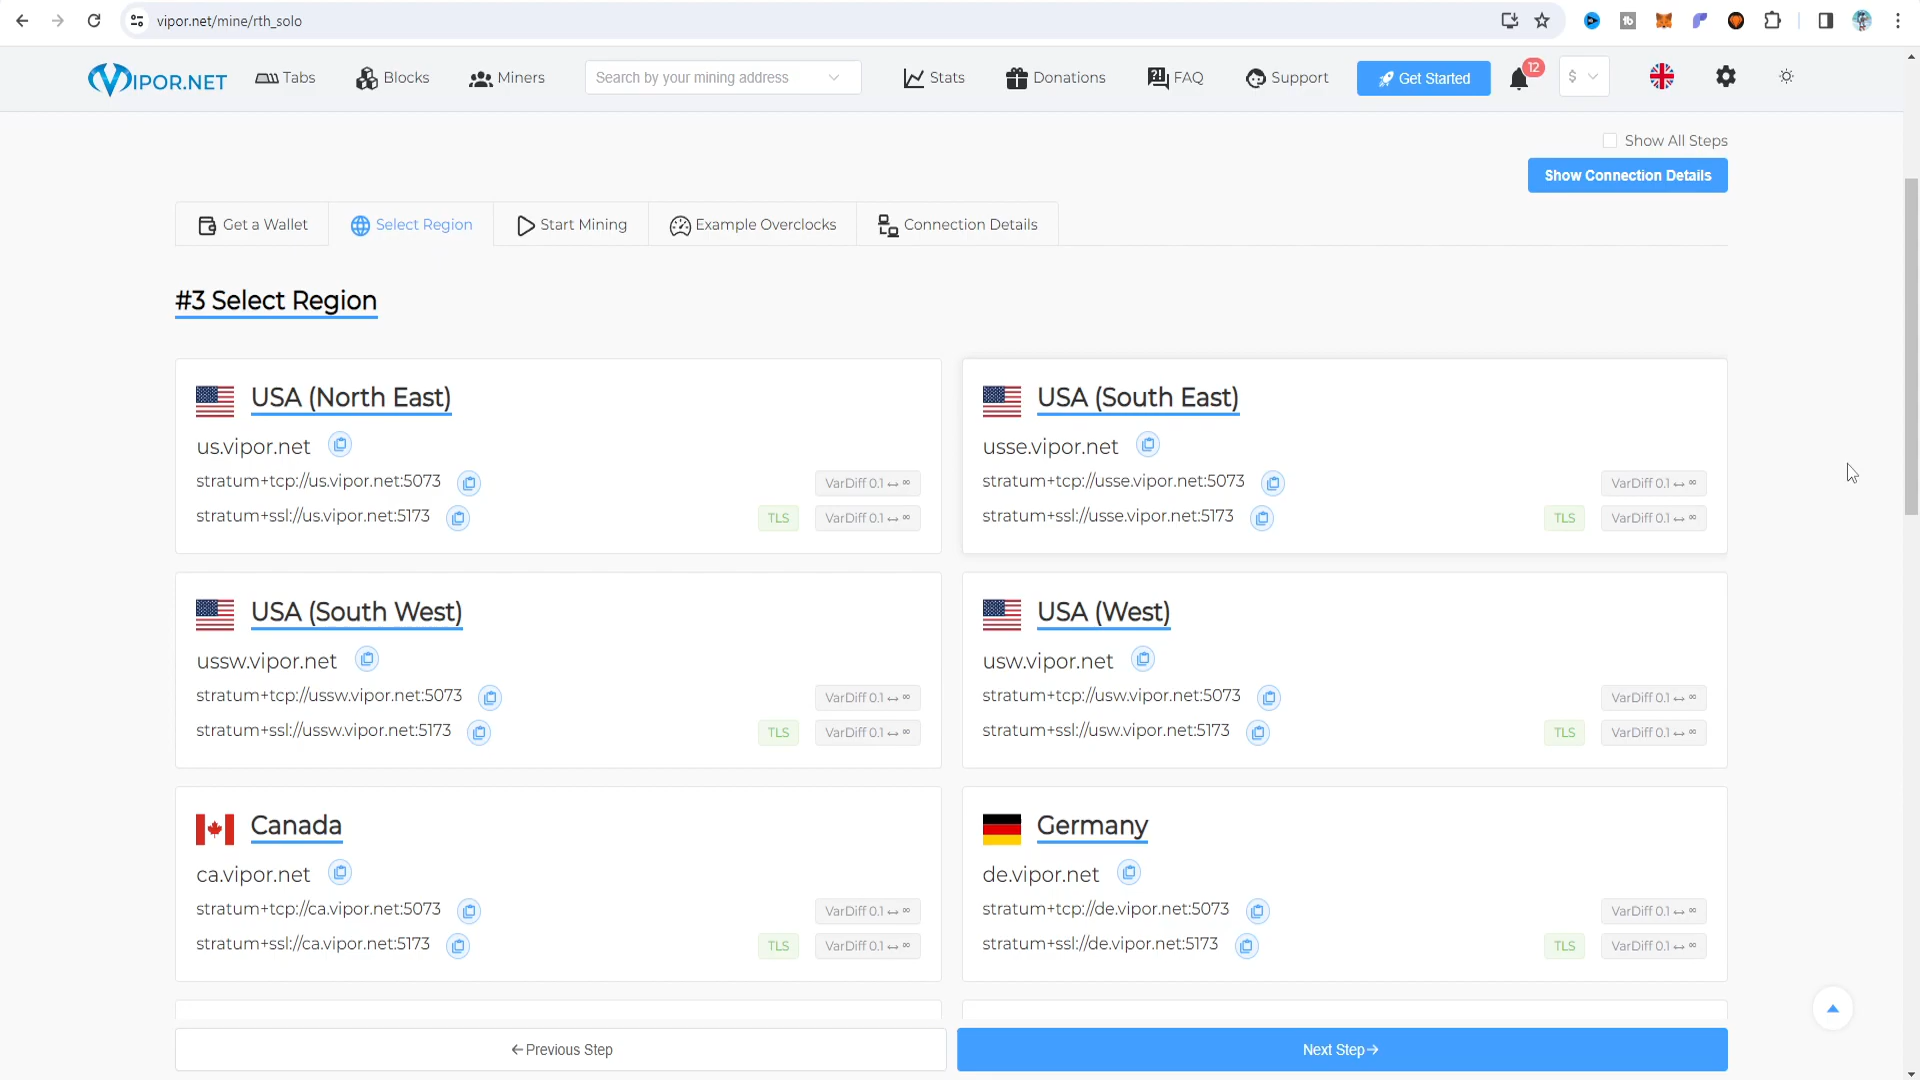 vipor.net/mine/rth_solo
VIPOR.NET
Tabs
Blocks
Miners
Search by your mining address
Stats
Donations
FAQ
Support
Get Started
12
$
Show All Steps
Show Connection Details
Get a Wallet
Select Region
Start Mining
Example Overclocks
Connection Details
#3 Select Region
USA (North East)
us.vipor.net
stratum+tcp://us.vipor.net:5073
VarDiff 0.1 ↔ ∞
stratum+ssl://us.vipor.net:5173
TLS
VarDiff 0.1 ↔ ∞
USA (South East)
usse.vipor.net
stratum+tcp://usse.vipor.net:5073
VarDiff 0.1 ↔ ∞
stratum+ssl://usse.vipor.net:5173
TLS
VarDiff 0.1 ↔ ∞
USA (South West)
ussw.vipor.net
stratum+tcp://ussw.vipor.net:5073
VarDiff 0.1 ↔ ∞
stratum+ssl://ussw.vipor.net:5173
TLS
VarDiff 0.1 ↔ ∞
USA (West)
usw.vipor.net
stratum+tcp://usw.vipor.net:5073
VarDiff 0.1 ↔ ∞
stratum+ssl://usw.vipor.net:5173
TLS
VarDiff 0.1 ↔ ∞
Canada
ca.vipor.net
stratum+tcp://ca.vipor.net:5073
VarDiff 0.1 ↔ ∞
stratum+ssl://ca.vipor.net:5173
TLS
VarDiff 0.1 ↔ ∞
Germany
de.vipor.net
stratum+tcp://de.vipor.net:5073
VarDiff 0.1 ↔ ∞
stratum+ssl://de.vipor.net:5173
TLS
VarDiff 0.1 ↔ ∞
←Previous Step
Next Step→